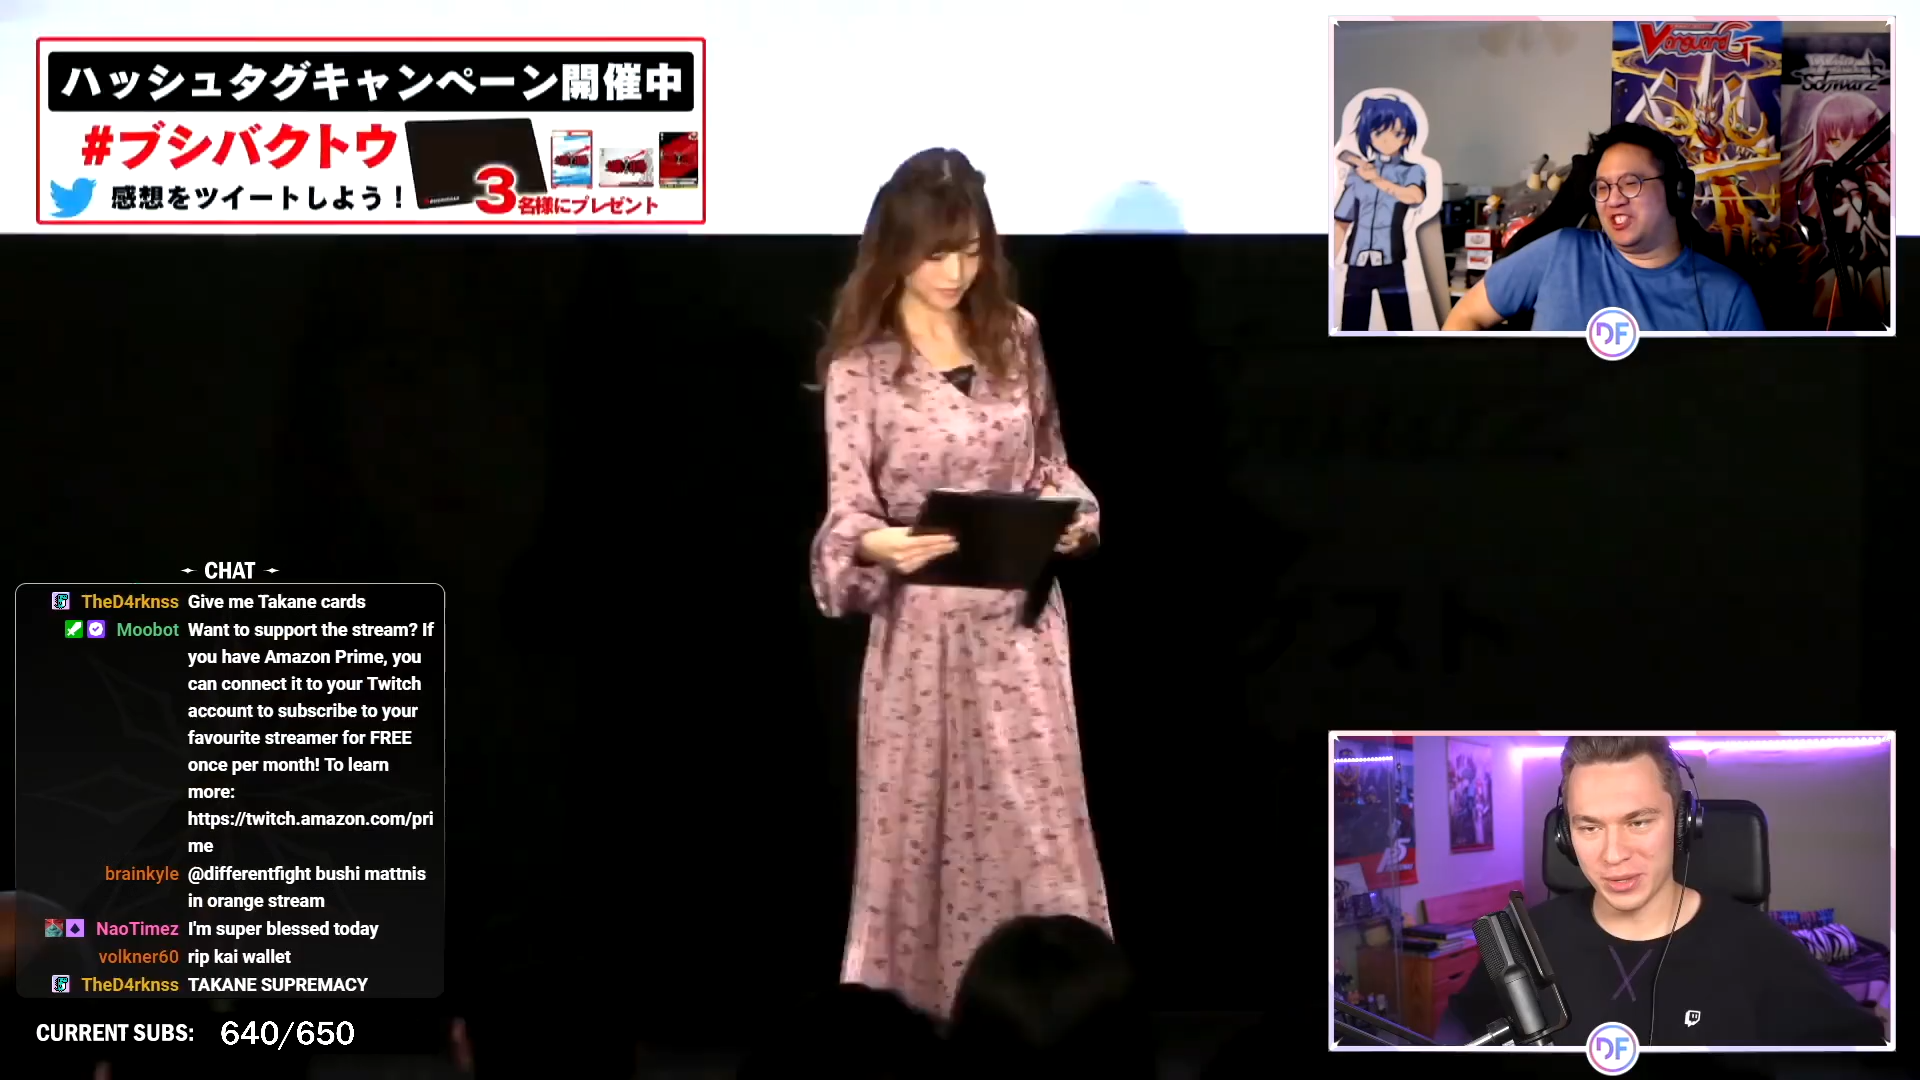 ハッシュタグキャンペーン開催中
#ブシバクトウ
感想をツイートしよう！
3名様にプレゼント
Vanguard G
Schwarz
DF
CHAT
TheD4rknss Give me Takane cards
Moobot Want to support the stream? If
you have Amazon Prime, you
can connect it to your Twitch
account to subscribe to your
favourite streamer for FREE
once per month! To learn
more:
https://twitch.amazon.com/pri
me
brainkyle @differentfight bushi mattnis
in orange stream
NaoTimez I'm super blessed today
volkner60 rip kai wallet
TheD4rknss TAKANE SUPREMACY
CURRENT SUBS: 640/650
DF